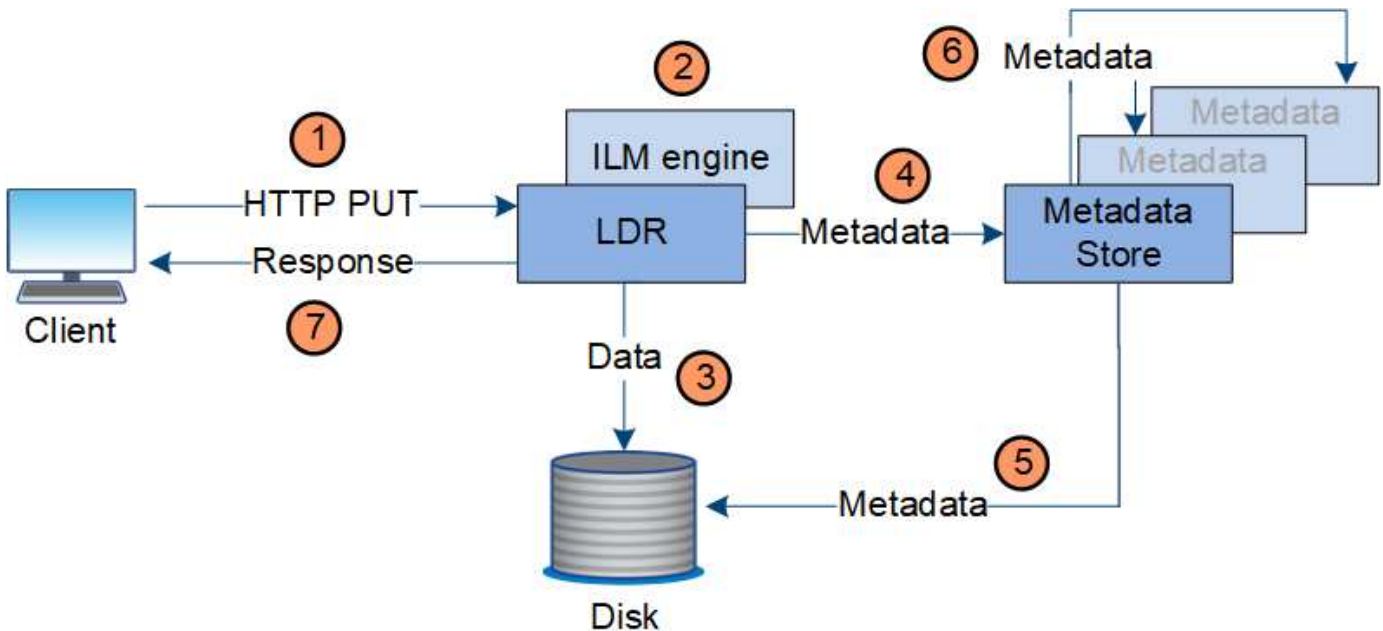 6
Metadata
2
Metadata
1
ILM engine
Metadata
4
HTTP PUT
LDR
Metadata
Metadata
Store
Response
Client
7
Data
3
5
Metadata
Disk